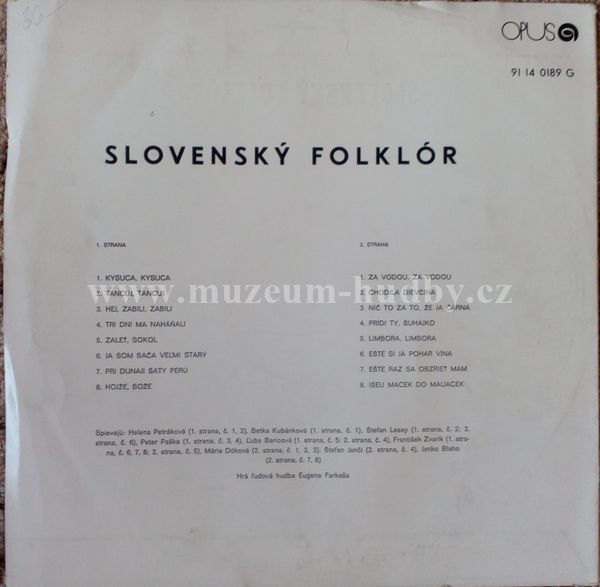 36
OPUS
91 14 0189 G
SLOVENSKÝ FOLKLÓR
1. STRANA
1. KYSUCA, KYSUCA
2. TANCUJ, TANCUJ
3. HEJ, ZABILI, ZABILI
4. TRI DNI MA NAHÁŇALI
5. ZALEŤ, SOKOL
6. JA SOM BAČA VEĽMI STARÝ
7. PRI DUNAJI ŠATY PERÚ
8. HOJŽE, BOŽE
2. STRANA
1. ZA VODOU, ZA VODOU
2. CHODILA DIEVČINA
3. NIČ TO ZA TO, ŽE JA ČARNA
4. PRIDI TY, ŠUHAJKO
5. LIMBORA, LIMBORA
6. EŠTE SI JA POHÁR VÍNA
7. EŠTE RAZ SA OBZRIEŤ MÁM
8. IŠEU MACEK DO MALACEK
www.muzeum-hudby.cz
Spievajú: Helena Petráková (1. strana, č. 1, 2), Betka Kubánková (1. strana, č. 1), Štefan Lesay (1. strana, č. 2; 2.
strana, č. 6), Peter Paška (1. strana, č. 3, 4), Ľuba Baricová (1. strana, č. 5; 2. strana, č. 4), František Zvarík (1. stra-
na, č. 6, 7, 8; 2. strana, č. 5), Mária Dóková (2. strana, č. 1, 2, 3), Štefan Janči (2. strana, č. 4), Janko Blaho
(2. strana, č. 7, 8)
Hrá ľudová hudba Eugena Farkaša